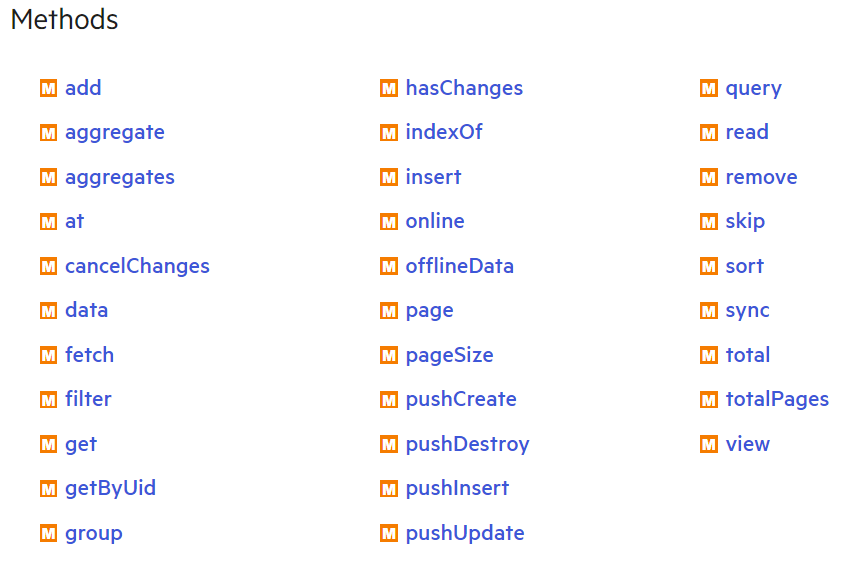 Methods
M add
M aggregate
M aggregates
M at
M cancelChanges
M data
M fetch
M filter
M get
M getByUid
M group
M hasChanges
M indexOf
M insert
M online
M offlineData
M page
M pageSize
M pushCreate
M pushDestroy
M pushInsert
M pushUpdate
M query
M read
M remove
M skip
M sort
M sync
M total
M totalPages
M view